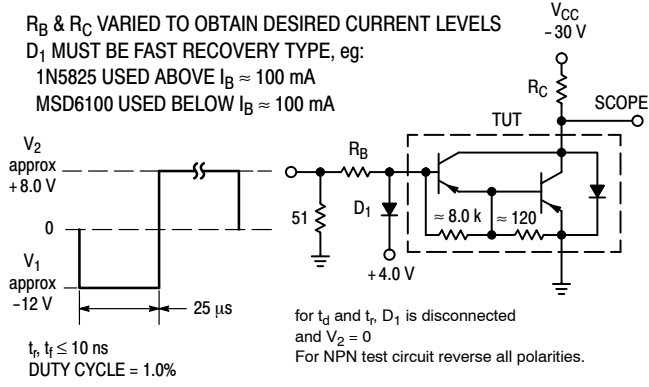 R_B & R_C VARIED TO OBTAIN DESIRED CURRENT LEVELS
D_1 MUST BE FAST RECOVERY TYPE, eg:
1N5825 USED ABOVE I_B ≈ 100 mA
MSD6100 USED BELOW I_B ≈ 100 mA
V_CC
-30 V
R_C
SCOPE
TUT
V_2
approx
+8.0 V
0
V_1
approx
-12 V
25 μs
t_r, t_f ≤ 10 ns
DUTY CYCLE = 1.0%
R_B
51
D_1
+4.0 V
≈ 8.0 k
≈ 120
for t_d and t_r, D_1 is disconnected
and V_2 = 0
For NPN test circuit reverse all polarities.